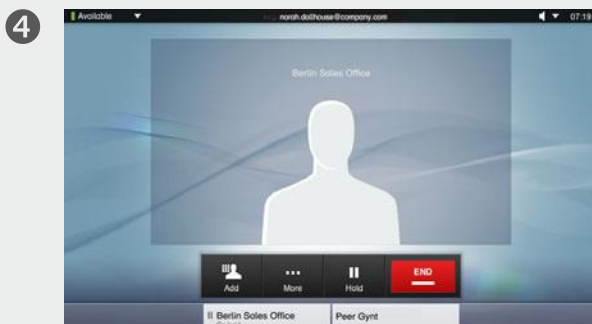 4
Available
norah.dollhouse@company.com
07:19
Berlin Sales Office
Add
More
Hold
END
Berlin Sales Office
Peer Gynt